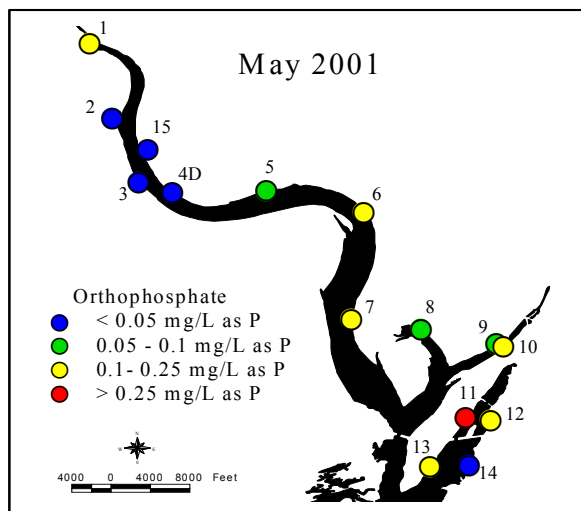 1
May 2001
2
15
3
4D
5
6
Orthophosphate
< 0.05 mg/L as P
0.05 - 0.1 mg/L as P
0.1- 0.25 mg/L as P
> 0.25 mg/L as P
7
8
9
10
11
12
13
14
4000 0 4000 8000 Feet